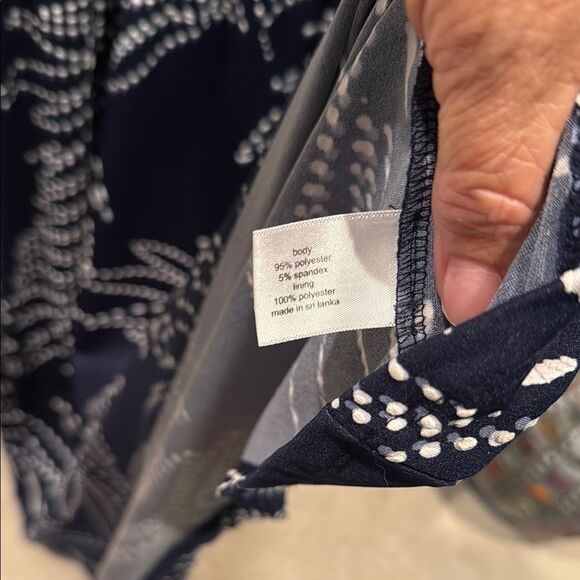 body
95% polyester
5% spandex
lining
100% polyester
made in sri lanka